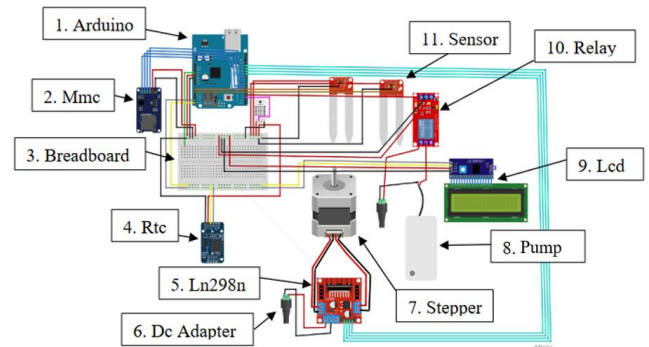 1. Arduino
2. Mmc
3. Breadboard
4. Rtc
5. Ln298n
6. Dc Adapter
7. Stepper
8. Pump
9. Lcd
10. Relay
11. Sensor